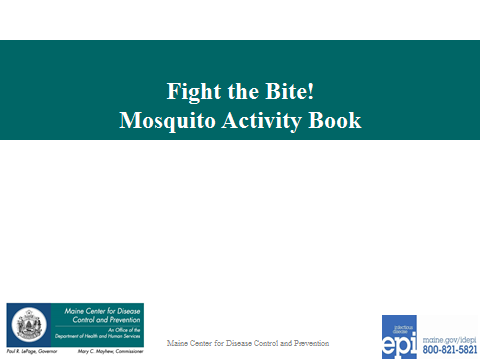 Fight the Bite!
Mosquito Activity Book
Maine Center for Disease
Control and Prevention
An Office of the
Department of Health and Human Services
Paul R. LePage, Governor
Mary C. Mayhew, Commissioner
Maine Center for Disease Control and Prevention
infectious
disease
epi
maine.gov/idepi
800-821-5821